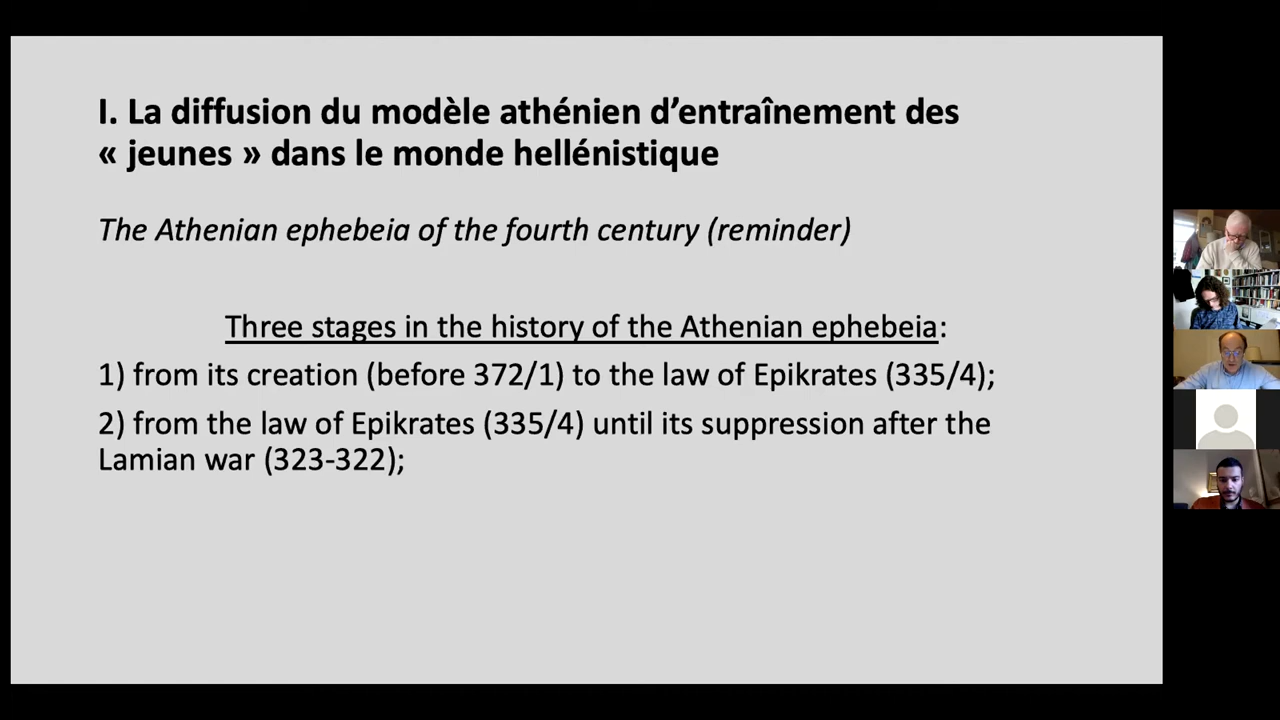 I. La diffusion du modèle athénien d’entraînement des
« jeunes » dans le monde hellénistique
The Athenian ephebeia of the fourth century (reminder)
Three stages in the history of the Athenian ephebeia:
1) from its creation (before 372/1) to the law of Epikrates (335/4);
2) from the law of Epikrates (335/4) until its suppression after the
Lamian war (323-322);